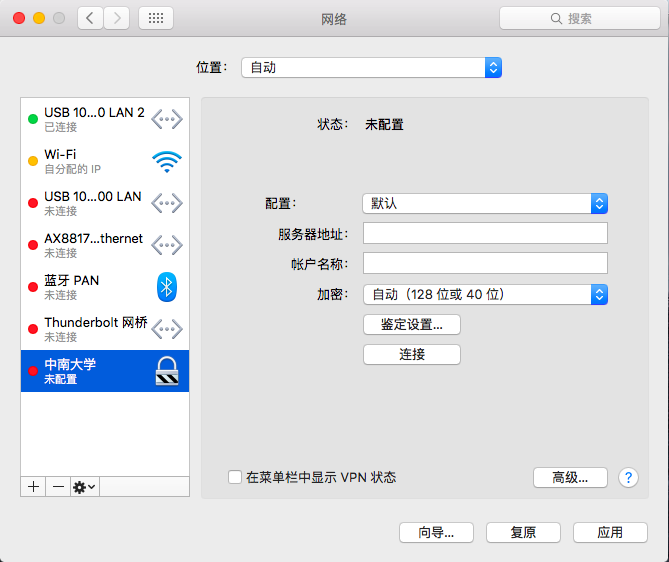 网络
搜索
位置：
自动
USB 10...0 LAN 2
已连接
Wi-Fi
自分配的 IP
USB 10...00 LAN
未连接
AX8817...thernet
未连接
蓝牙 PAN
未连接
Thunderbolt 网桥
未连接
中南大学
未配置
状态：
未配置
配置：
默认
服务器地址：
帐户名称：
加密：
自动（128 位或 40 位）
鉴定设置...
连接
在菜单栏中显示 VPN 状态
高级...
?
向导...
复原
应用